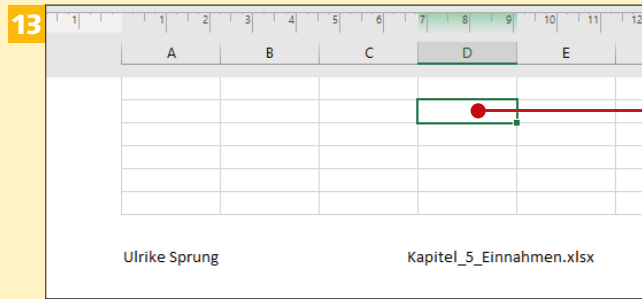 13
1 1 2 3 4 5 6 7 8 9 10 11 12
A B C D E
Ulrike Sprung Kapitel_5_Einnahmen.xlsx